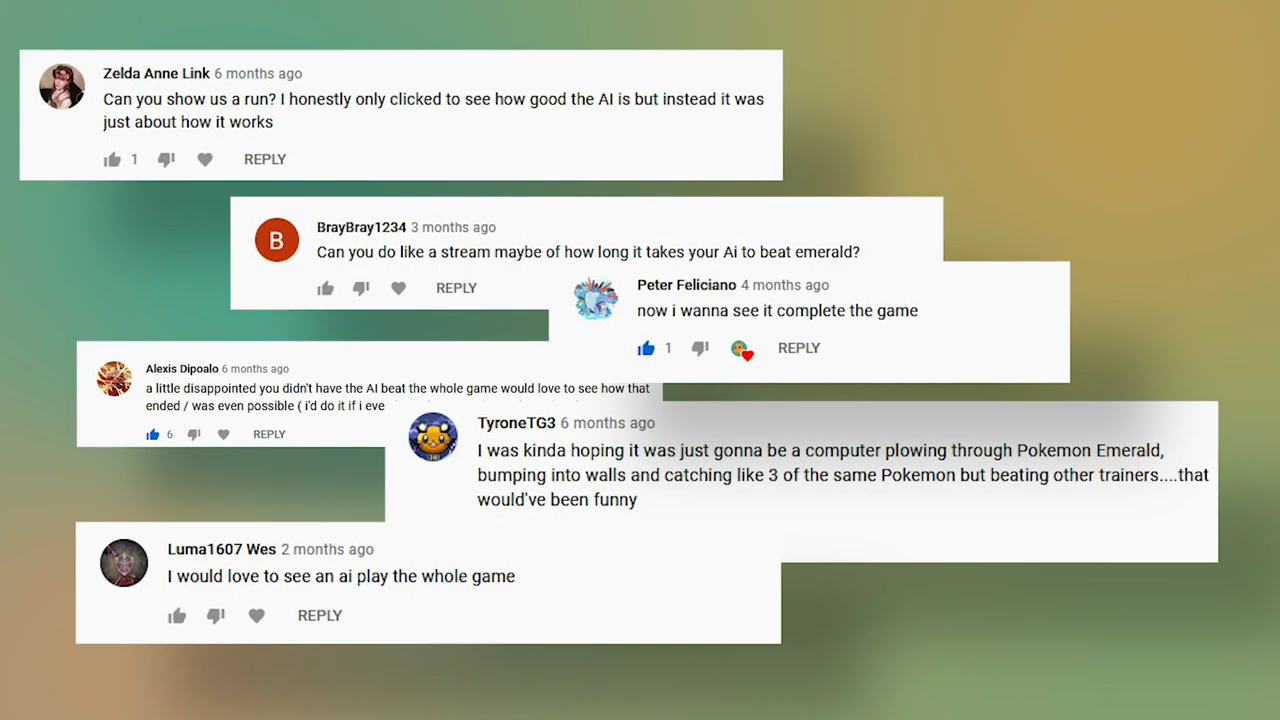 Zelda Anne Link 6 months ago
Can you show us a run? I honestly only clicked to see how good the AI is but instead it was
just about how it works
1 REPLY
BrayBray1234 3 months ago
Can you do like a stream maybe of how long it takes your Ai to beat emerald?
REPLY
Peter Feliciano 4 months ago
now i wanna see it complete the game
1 REPLY
Alexis Dipoalo 6 months ago
a little disappointed you didn't have the AI beat the whole game would love to see how that
ended / was even possible ( i'd do it if i eve
6 REPLY
TyroneTG3 6 months ago
I was kinda hoping it was just gonna be a computer plowing through Pokemon Emerald,
bumping into walls and catching like 3 of the same Pokemon but beating other trainers....that
would've been funny
Luma1607 Wes 2 months ago
I would love to see an ai play the whole game
REPLY
B